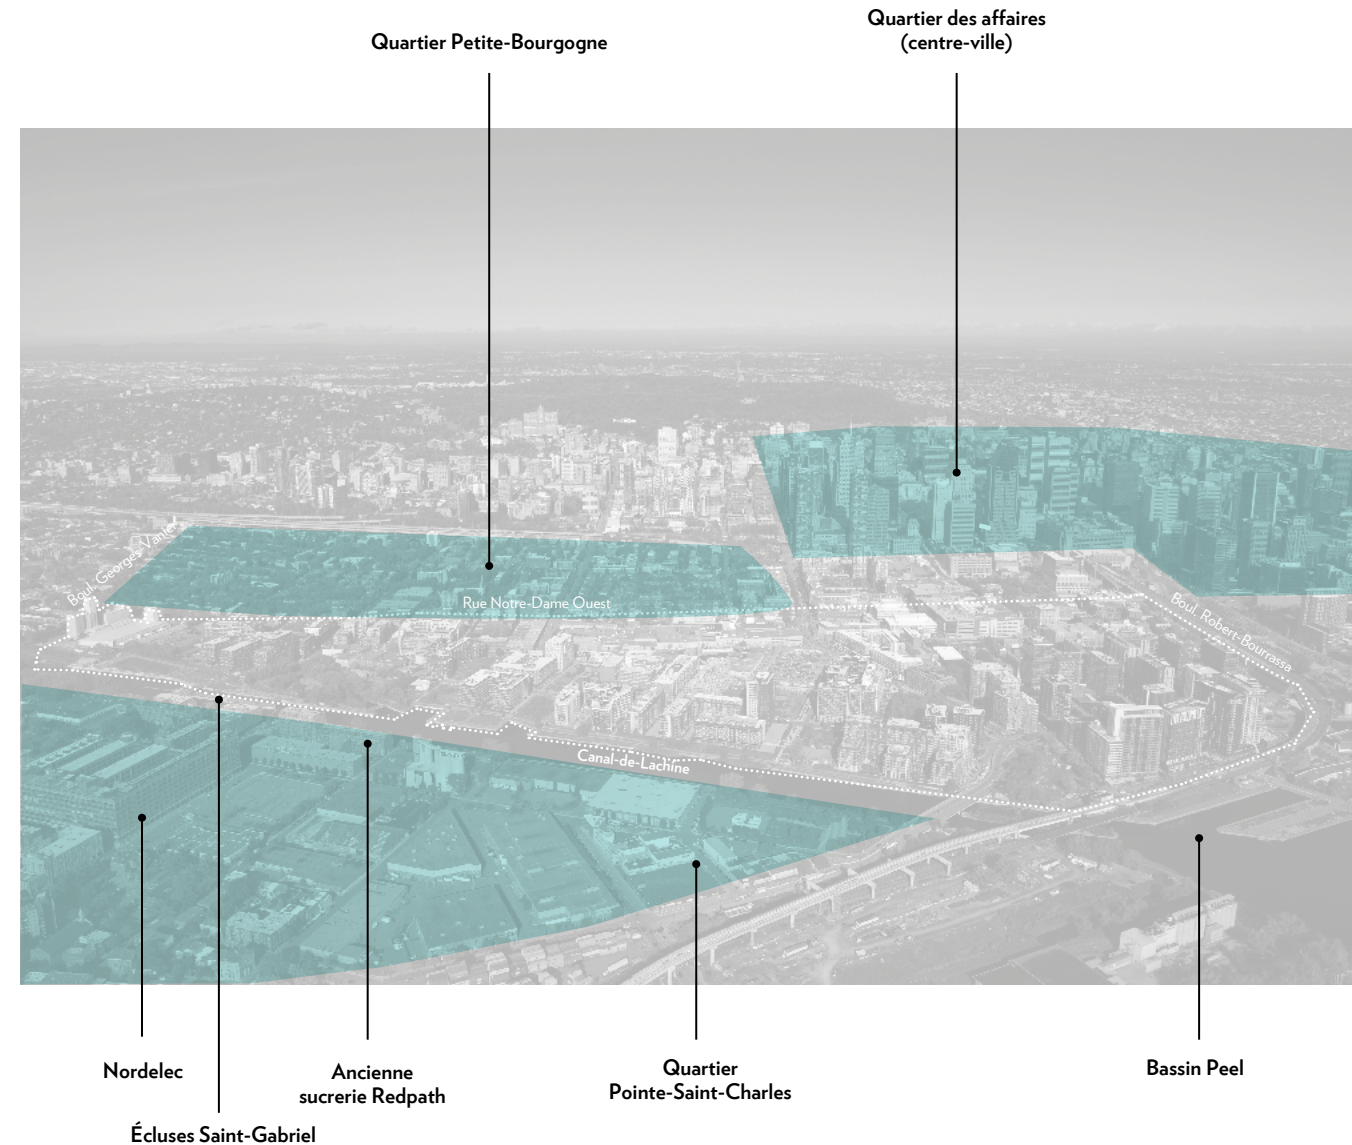 Quartier des affaires
(centre-ville)
Quartier Petite-Bourgogne
Boul. Georges-Vanier
Rue Notre-Dame Ouest
Boul. Robert-Bourrassa
Canal-de-Lachine
Nordelec
Ancienne
sucrerie Redpath
Quartier
Pointe-Saint-Charles
Bassin Peel
Écluses Saint-Gabriel